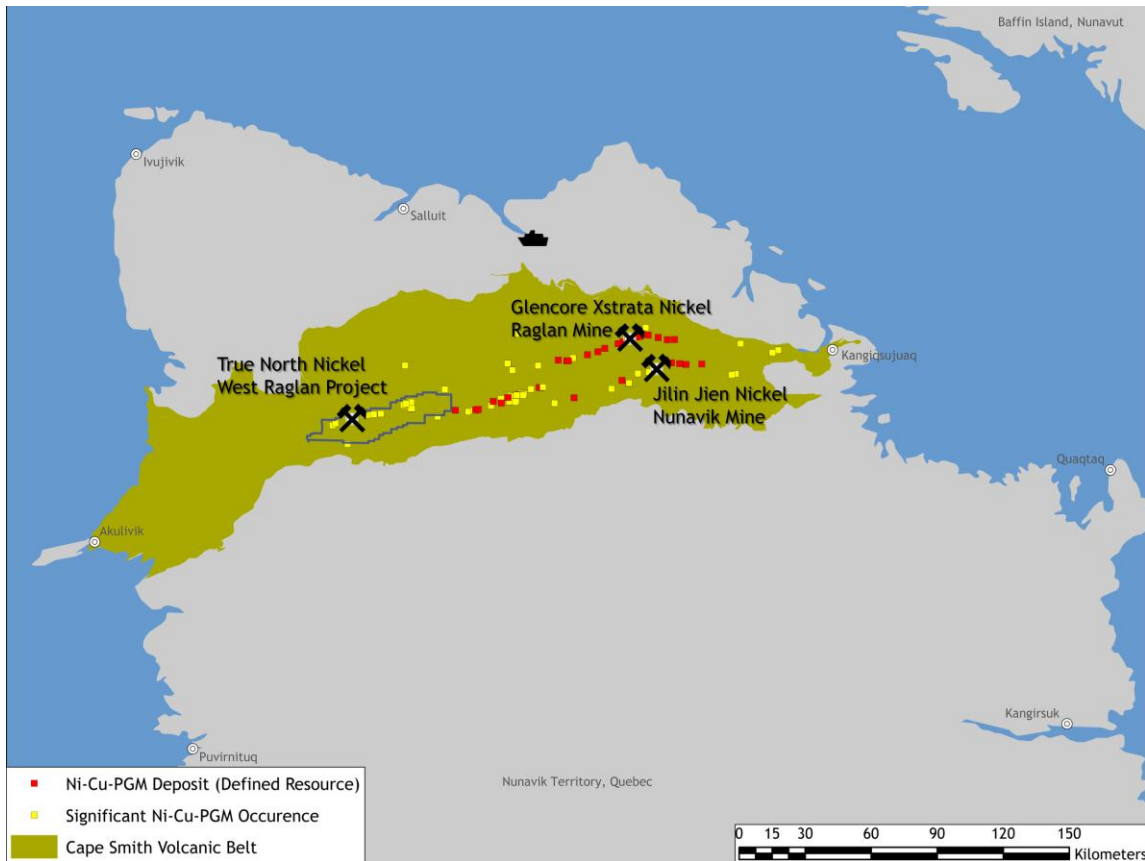 Baffin Island, Nunavut
Ivujivik
Salluit
Glencore Xstrata Nickel
Raglan Mine
Kangiqsujuaq
True North Nickel
West Raglan Project
Jilin Jien Nickel
Nunavik Mine
Quaqtaq
Akulivik
Kangirsuk
Puvirnituq
Nunavik Territory, Quebec
Ni-Cu-PGM Deposit (Defined Resource)
Significant Ni-Cu-PGM Occurence
Cape Smith Volcanic Belt
0 15 30 60 90 120 150
Kilometers